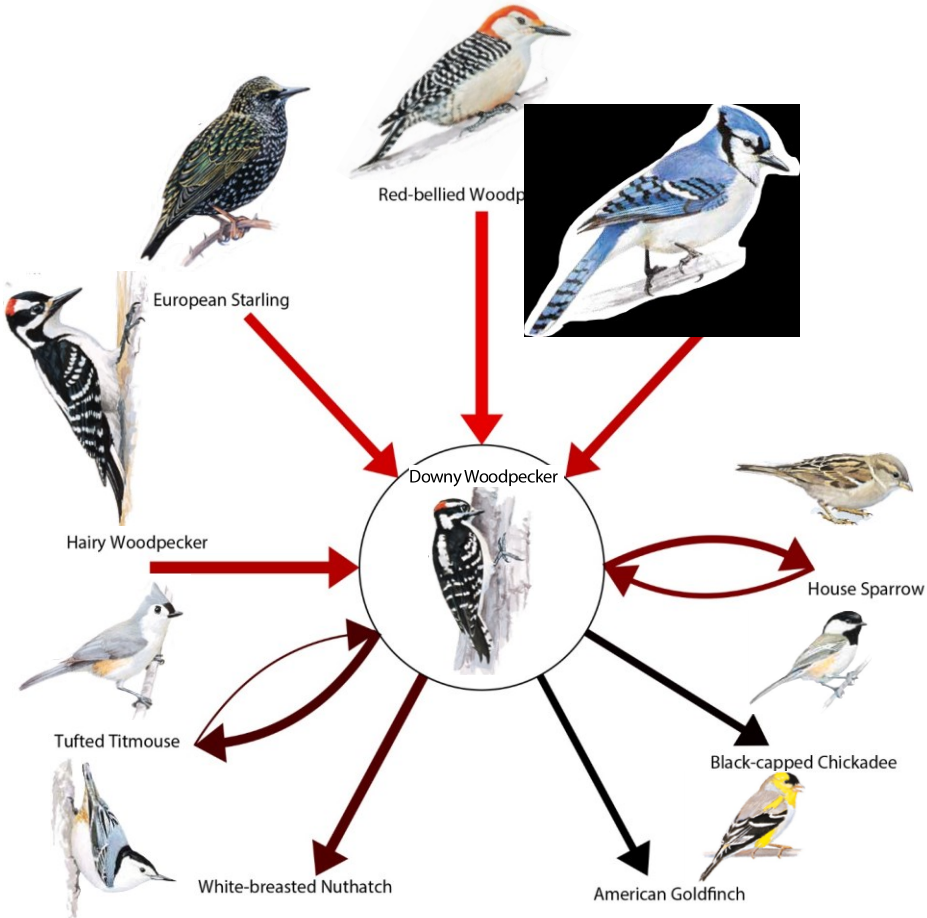 Red-bellied Woodp
European Starling
Downy Woodpecker
Hairy Woodpecker
House Sparrow
Tufted Titmouse
Black-capped Chickadee
White-breasted Nuthatch
American Goldfinch